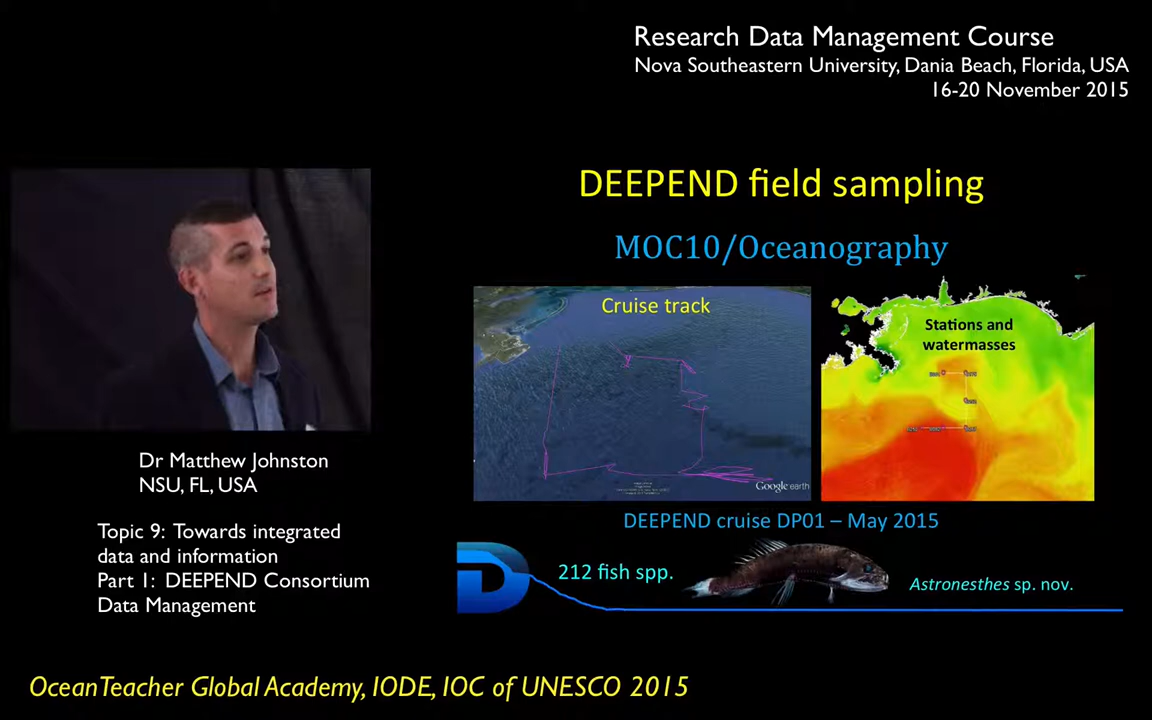 Research Data Management Course
Nova Southeastern University, Dania Beach, Florida, USA
16-20 November 2015
DEEPEND field sampling
MOC10/Oceanography
Cruise track
Stations and
watermasses
Google earth
DEEPEND cruise DP01 – May 2015
D
212 fish spp.
Astronesthes sp. nov.
Dr Matthew Johnston
NSU, FL, USA
Topic 9: Towards integrated
data and information
Part 1: DEEPEND Consortium
Data Management
OceanTeacher Global Academy, IODE, IOC of UNESCO 2015